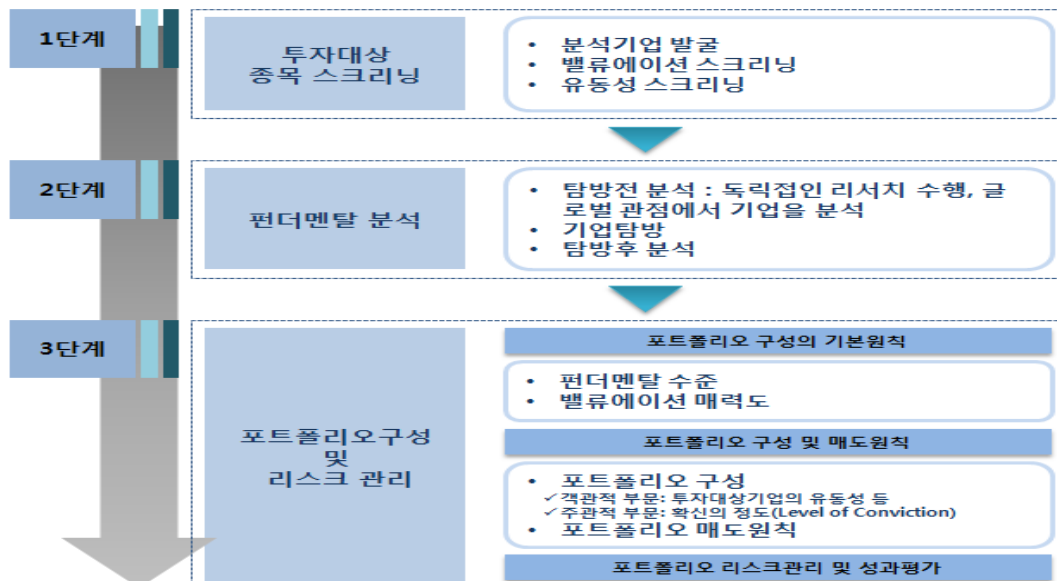 1단계
투자대상
종목 스크리닝
• 분석기업 발굴
• 밸류에이션 스크리닝
• 유동성 스크리닝
2단계
펀더멘탈 분석
• 탐방전 분석 : 독립접인 리서치 수행, 글
로벌 관점에서 기업을 분석
• 기업탐방
• 탐방후 분석
3단계
포트폴리오구성
및
리스크 관리
포트폴리오 구성의 기본원칙
• 펀더멘탈 수준
• 밸류에이션 매력도
포트폴리오 구성 및 매도원칙
• 포트폴리오 구성
✓객관적 부문: 투자대상기업의 유동성 등
✓주관적 부문: 확신의 정도(Level of Conviction)
• 포트폴리오 매도원칙
포트폴리오 리스크관리 및 성과평가